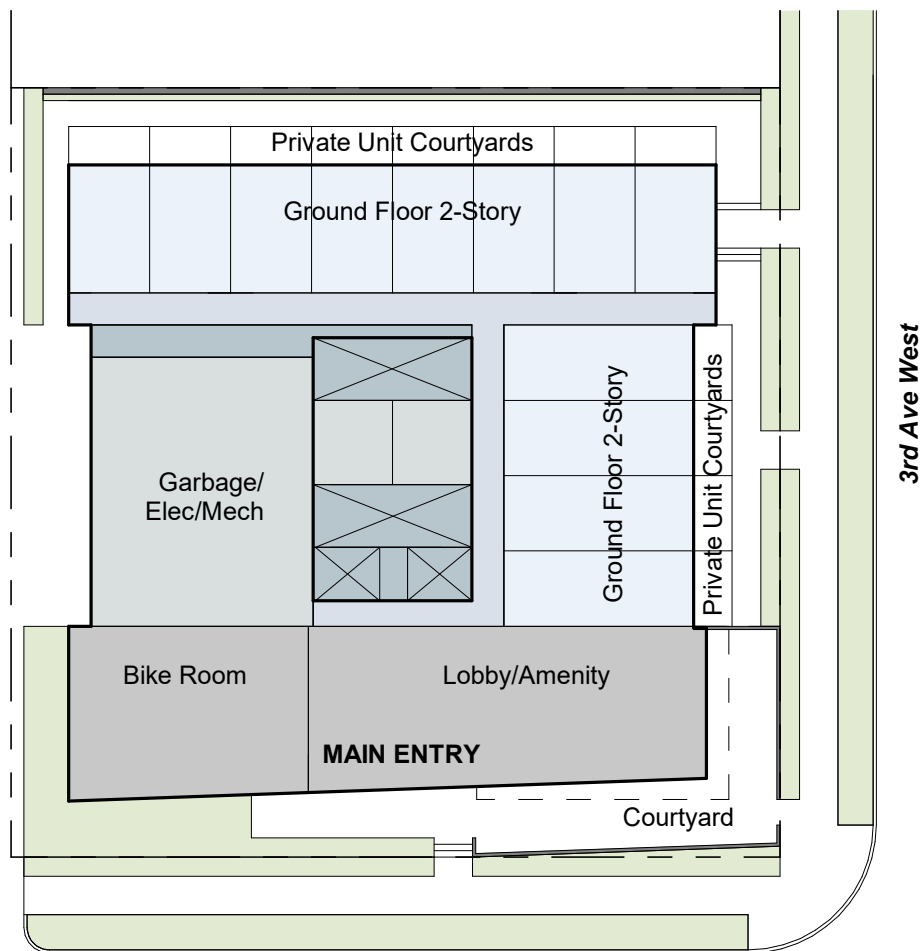 Private Unit Courtyards
Ground Floor 2-Story
3rd Ave West
Ground Floor 2-Story
Private Unit Courtyards
Garbage/
Elec/Mech
Bike Room
Lobby/Amenity
MAIN ENTRY
Courtyard